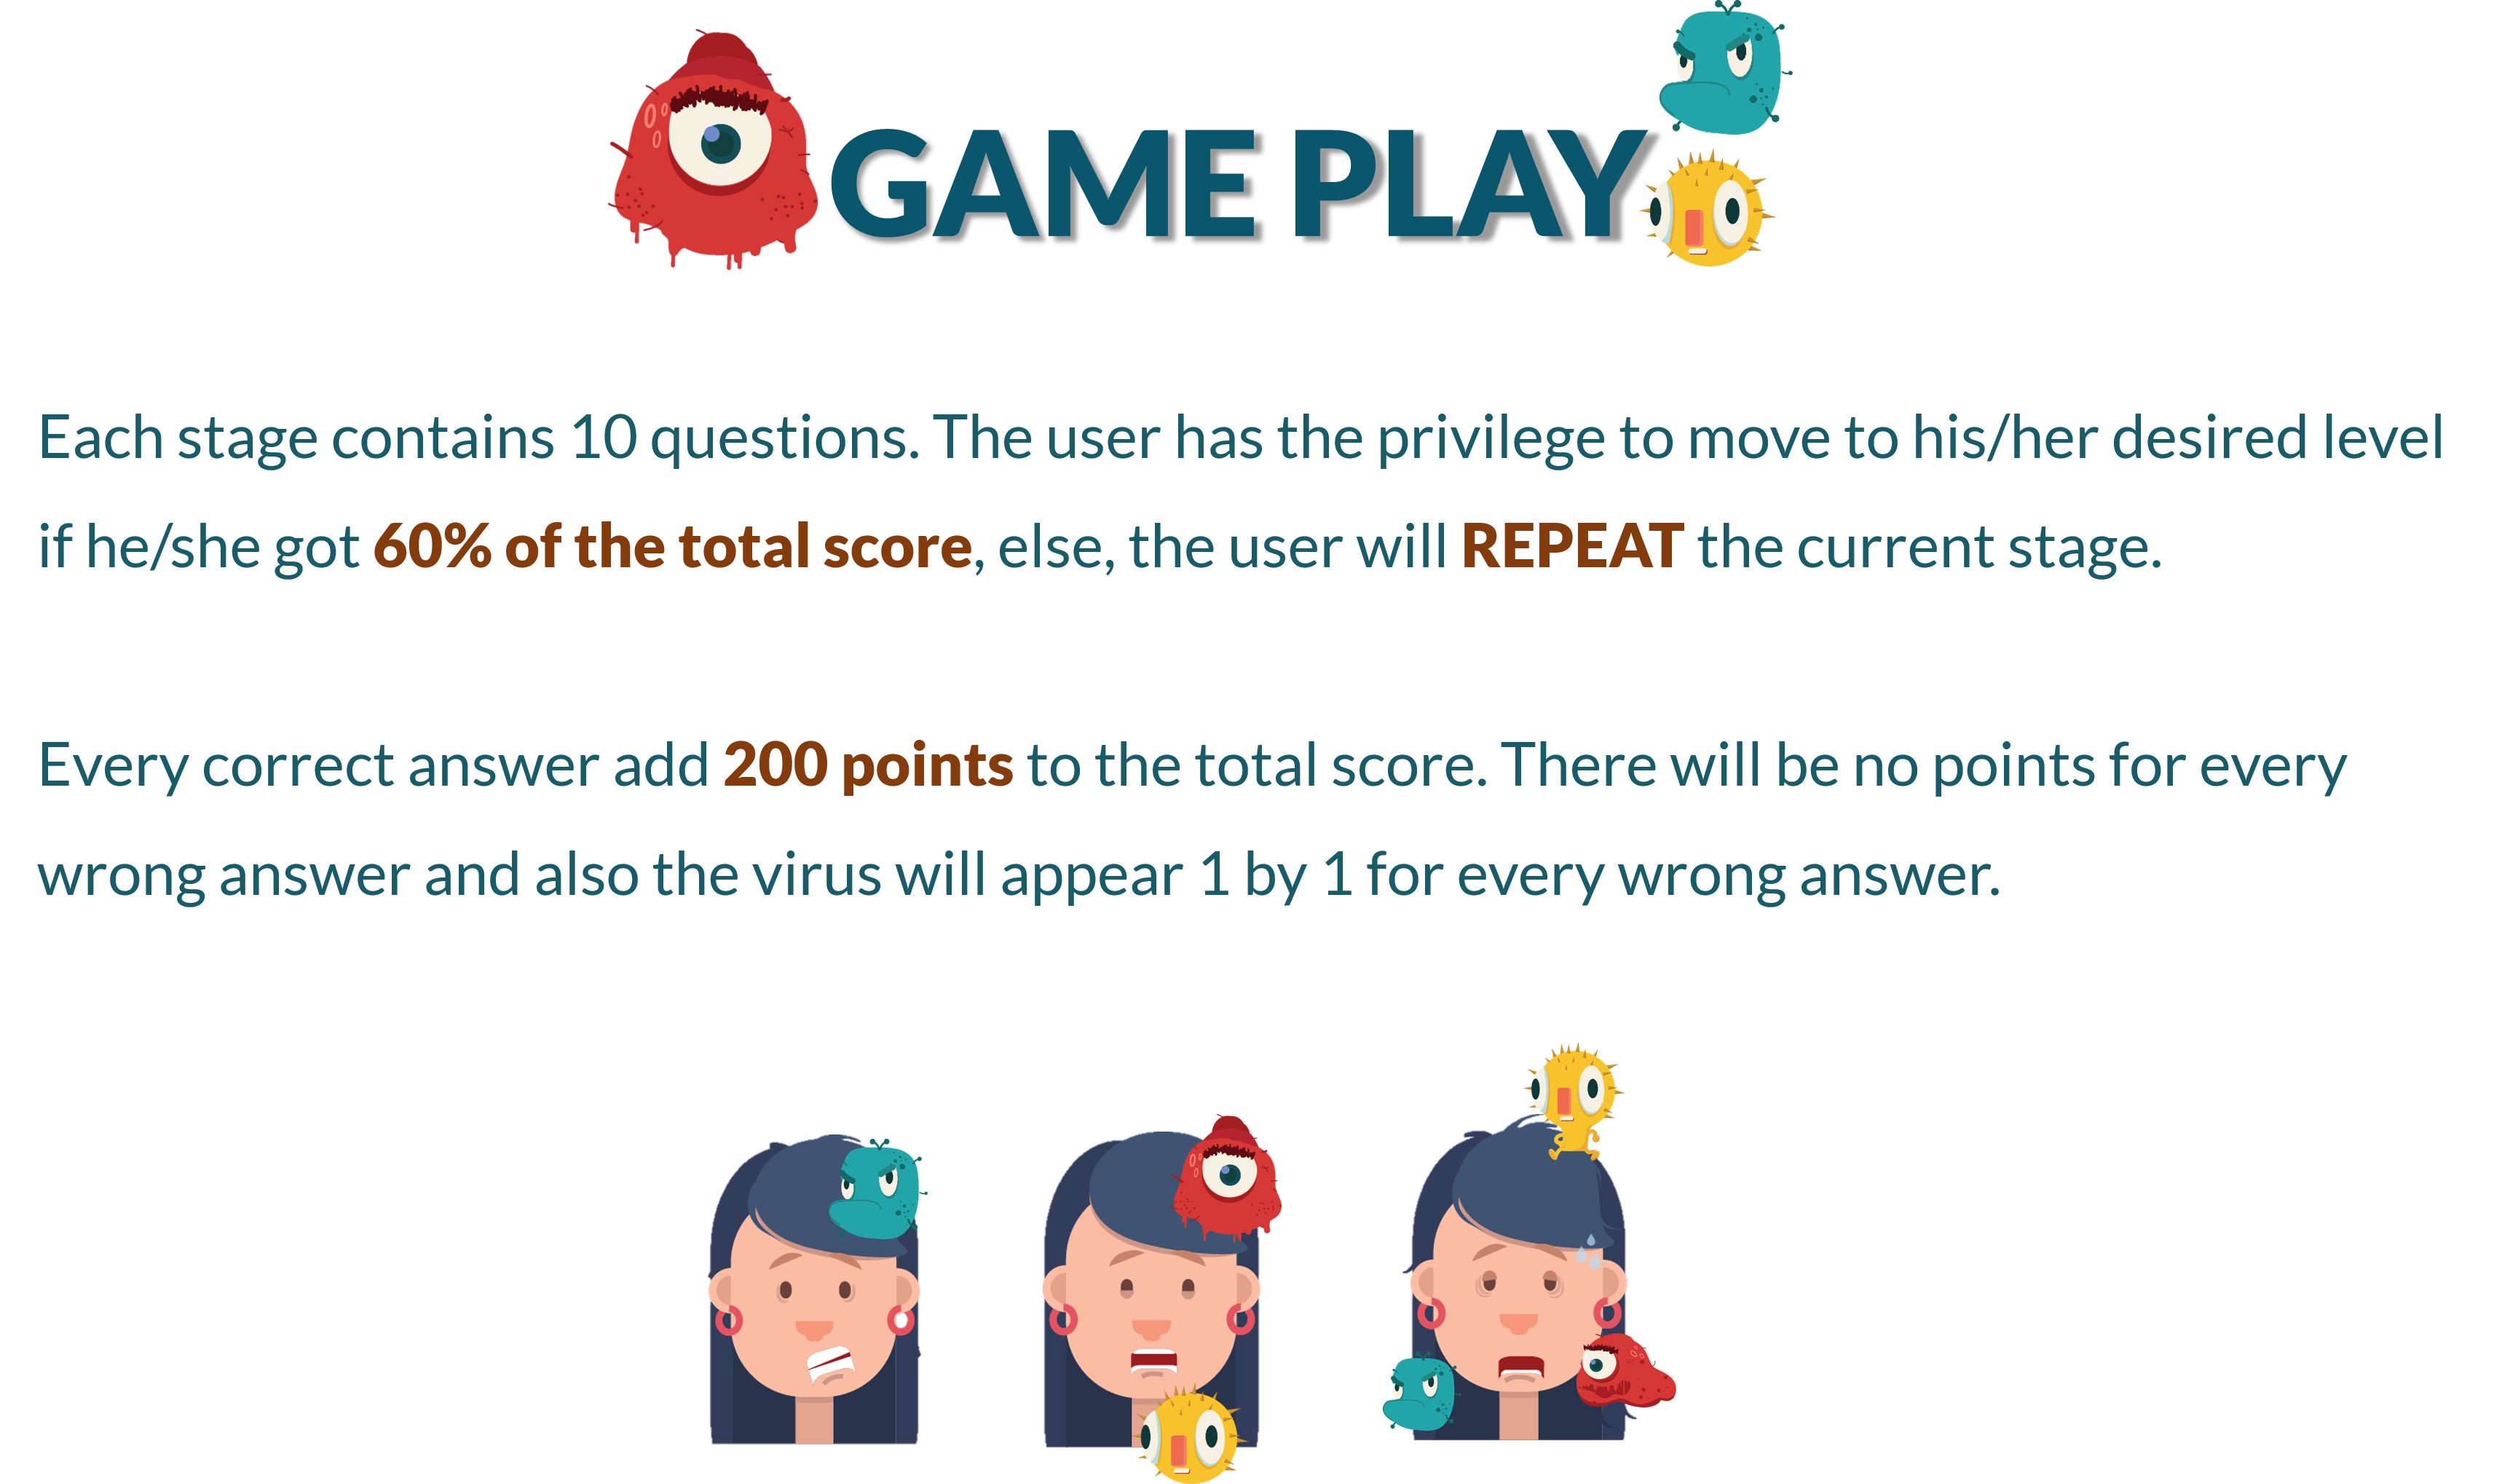 GAME PLAY
Each stage contains 10 questions. The user has the privilege to move to his/her desired level
if he/she got 60% of the total score, else, the user will REPEAT the current stage.
Every correct answer add 200 points to the total score. There will be no points for every
wrong answer and also the virus will appear 1 by 1 for every wrong answer.